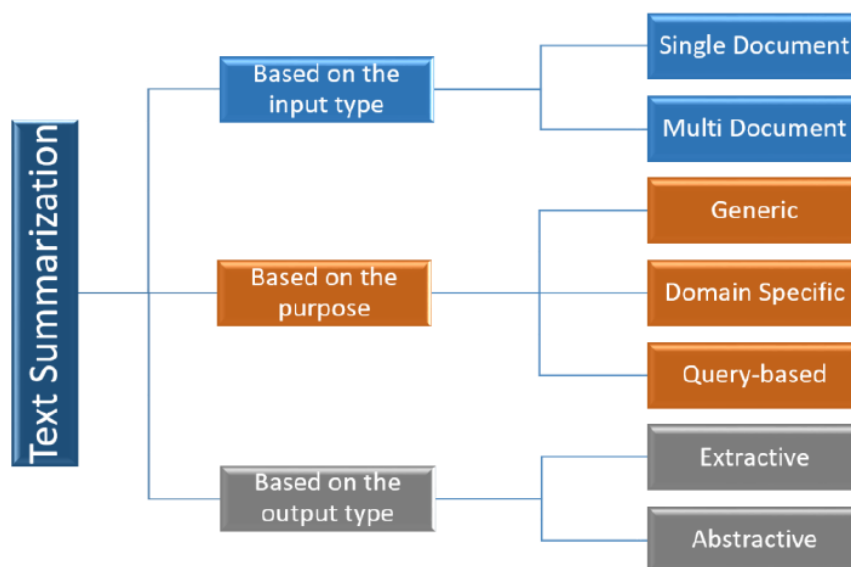 Text Summarization
Based on the
input type
Single Document
Multi Document
Based on the
purpose
Generic
Domain Specific
Query-based
Based on the
output type
Extractive
Abstractive